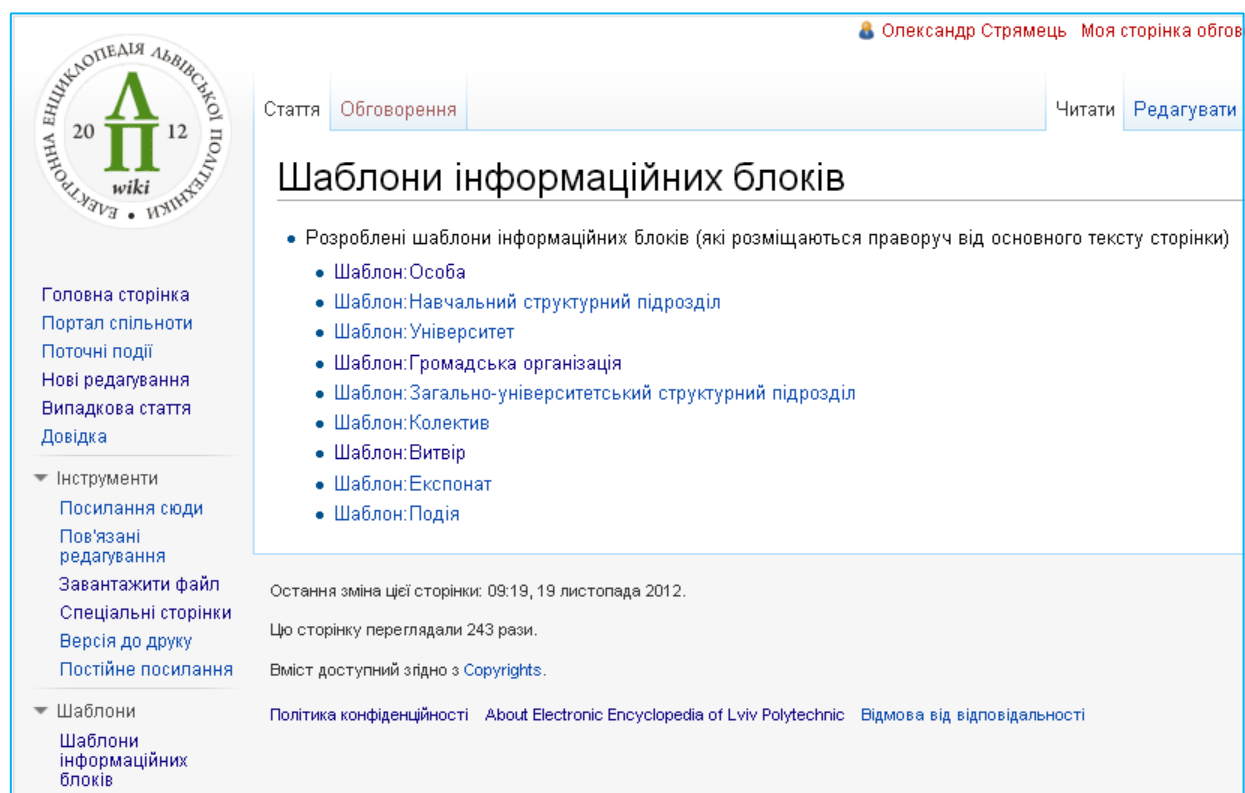 Олександр Стрямець Моя сторінка обгов
ЕЛЕКТРОННА ЕНЦИКЛОПЕДІЯ ЛЬВІВСЬКОЇ ПОЛІТЕХНІКИ •
20 ЛП 12
wiki
Стаття Обговорення Читати Редагувати
Шаблони інформаційних блоків
Розроблені шаблони інформаційних блоків (які розміщаються праворуч від основного тексту сторінки)
Шаблон:Особа
Шаблон:Навчальний структурний підрозділ
Шаблон:Університет
Шаблон:Громадська організація
Шаблон:Загально-університетський структурний підрозділ
Шаблон:Колектив
Шаблон:Витвір
Шаблон:Експонат
Шаблон:Подія
Остання зміна цієї сторінки: 09:19, 19 листопада 2012.
Цю сторінку переглядали 243 рази.
Вміст доступний згідно з Copyrights.
Політика конфіденційності About Electronic Encyclopedia of Lviv Polytechnic Відмова від відповідальності
Головна сторінка
Портал спільноти
Поточні події
Нові редагування
Випадкова стаття
Довідка
Інструменти
Посилання сюди
Пов'язані
редагування
Завантажити файл
Спеціальні сторінки
Версія до друку
Постійне посилання
Шаблони
Шаблони
інформаційних
блоків